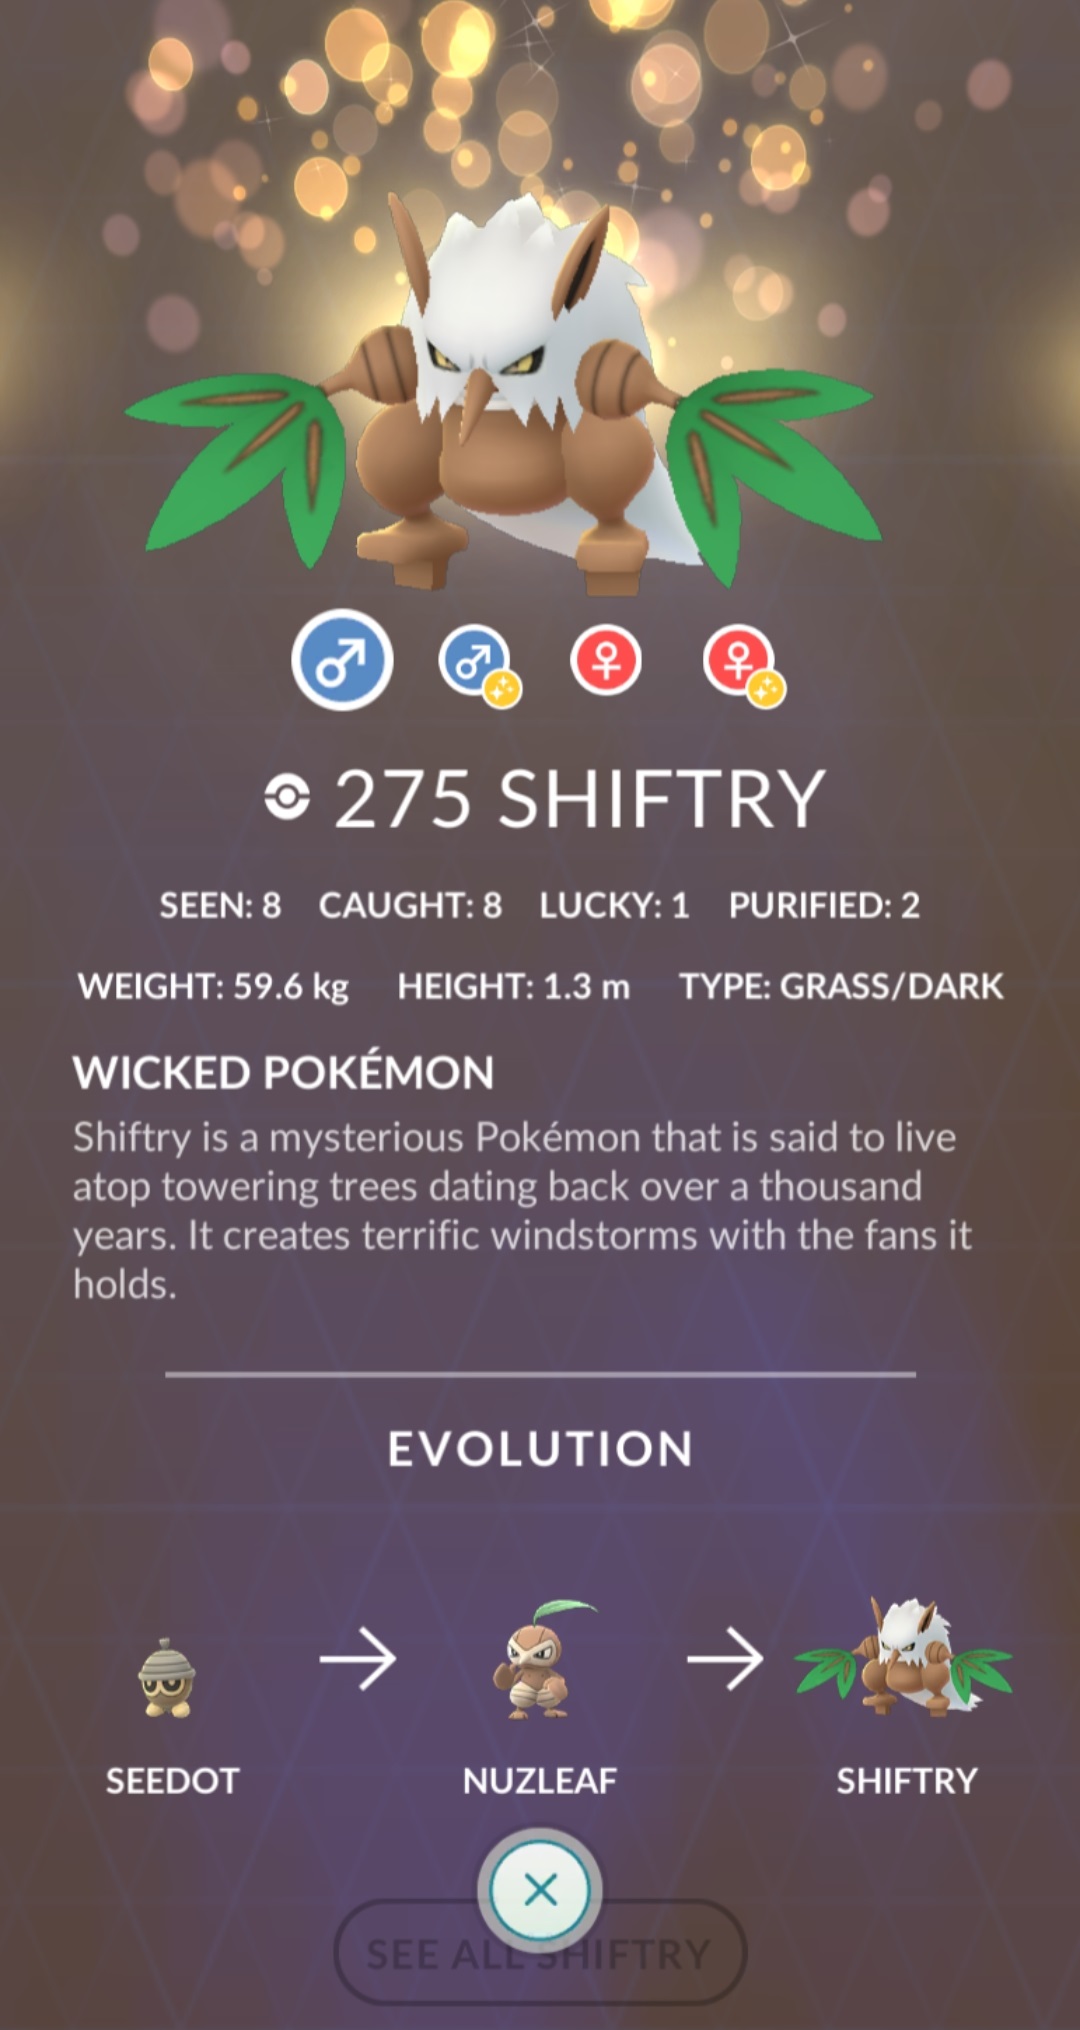 275 SHIFTRY
SEEN: 8 CAUGHT: 8 LUCKY: 1 PURIFIED: 2
WEIGHT: 59.6 kg HEIGHT: 1.3 m TYPE: GRASS/DARK
WICKED POKÉMON
Shiftry is a mysterious Pokémon that is said to live
atop towering trees dating back over a thousand
years. It creates terrific windstorms with the fans it
holds.
EVOLUTION
SEEDOT NUZLEAF SHIFTRY
SEE ALL SHIFTRY